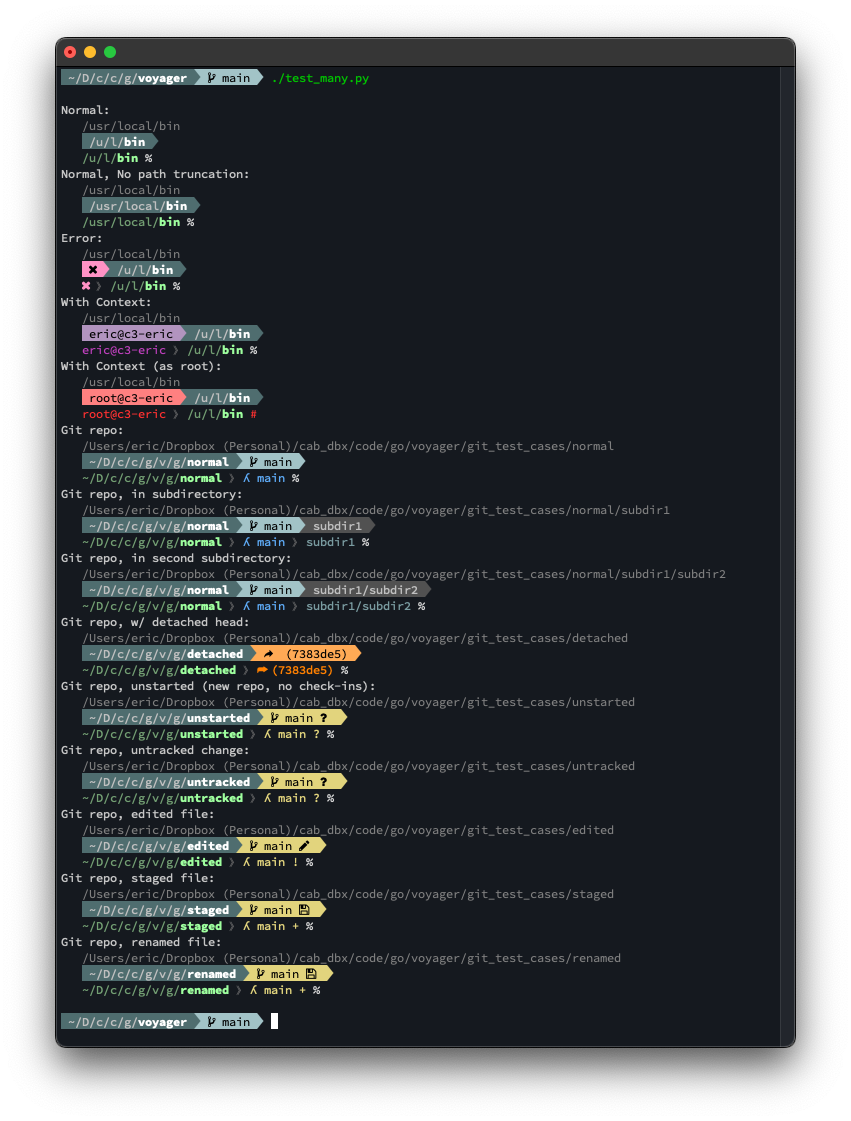 ~/D/c/c/g/voyager main ./test_many.py
Normal:
/usr/local/bin
/u/l/bin
/u/l/bin %
Normal, No path truncation:
/usr/local/bin
/usr/local/bin
/usr/local/bin %
Error:
/usr/local/bin
✖ /u/l/bin
✖ ❯ /u/l/bin %
With Context:
/usr/local/bin
eric@c3-eric /u/l/bin
eric@c3-eric ❯ /u/l/bin %
With Context (as root):
/usr/local/bin
root@c3-eric /u/l/bin
root@c3-eric ❯ /u/l/bin #
Git repo:
/Users/eric/Dropbox (Personal)/cab_dbx/code/go/voyager/git_test_cases/normal
~/D/c/c/g/v/g/normal main
~/D/c/c/g/v/g/normal ❯ ʎ main %
Git repo, in subdirectory:
/Users/eric/Dropbox (Personal)/cab_dbx/code/go/voyager/git_test_cases/normal/subdir1
~/D/c/c/g/v/g/normal main subdir1
~/D/c/c/g/v/g/normal ❯ ʎ main ❯ subdir1 %
Git repo, in second subdirectory:
/Users/eric/Dropbox (Personal)/cab_dbx/code/go/voyager/git_test_cases/normal/subdir1/subdir2
~/D/c/c/g/v/g/normal main subdir1/subdir2
~/D/c/c/g/v/g/normal ❯ ʎ main ❯ subdir1/subdir2 %
Git repo, w/ detached head:
/Users/eric/Dropbox (Personal)/cab_dbx/code/go/voyager/git_test_cases/detached
~/D/c/c/g/v/g/detached ➦ (7383de5)
~/D/c/c/g/v/g/detached ❯ ➦ (7383de5) %
Git repo, unstarted (new repo, no check-ins):
/Users/eric/Dropbox (Personal)/cab_dbx/code/go/voyager/git_test_cases/unstarted
~/D/c/c/g/v/g/unstarted main ?
~/D/c/c/g/v/g/unstarted ❯ ʎ main ? %
Git repo, untracked change:
/Users/eric/Dropbox (Personal)/cab_dbx/code/go/voyager/git_test_cases/untracked
~/D/c/c/g/v/g/untracked main ?
~/D/c/c/g/v/g/untracked ❯ ʎ main ? %
Git repo, edited file:
/Users/eric/Dropbox (Personal)/cab_dbx/code/go/voyager/git_test_cases/edited
~/D/c/c/g/v/g/edited main
~/D/c/c/g/v/g/edited ❯ ʎ main ! %
Git repo, staged file:
/Users/eric/Dropbox (Personal)/cab_dbx/code/go/voyager/git_test_cases/staged
~/D/c/c/g/v/g/staged main
~/D/c/c/g/v/g/staged ❯ ʎ main + %
Git repo, renamed file:
/Users/eric/Dropbox (Personal)/cab_dbx/code/go/voyager/git_test_cases/renamed
~/D/c/c/g/v/g/renamed main
~/D/c/c/g/v/g/renamed ❯ ʎ main + %
~/D/c/c/g/voyager main